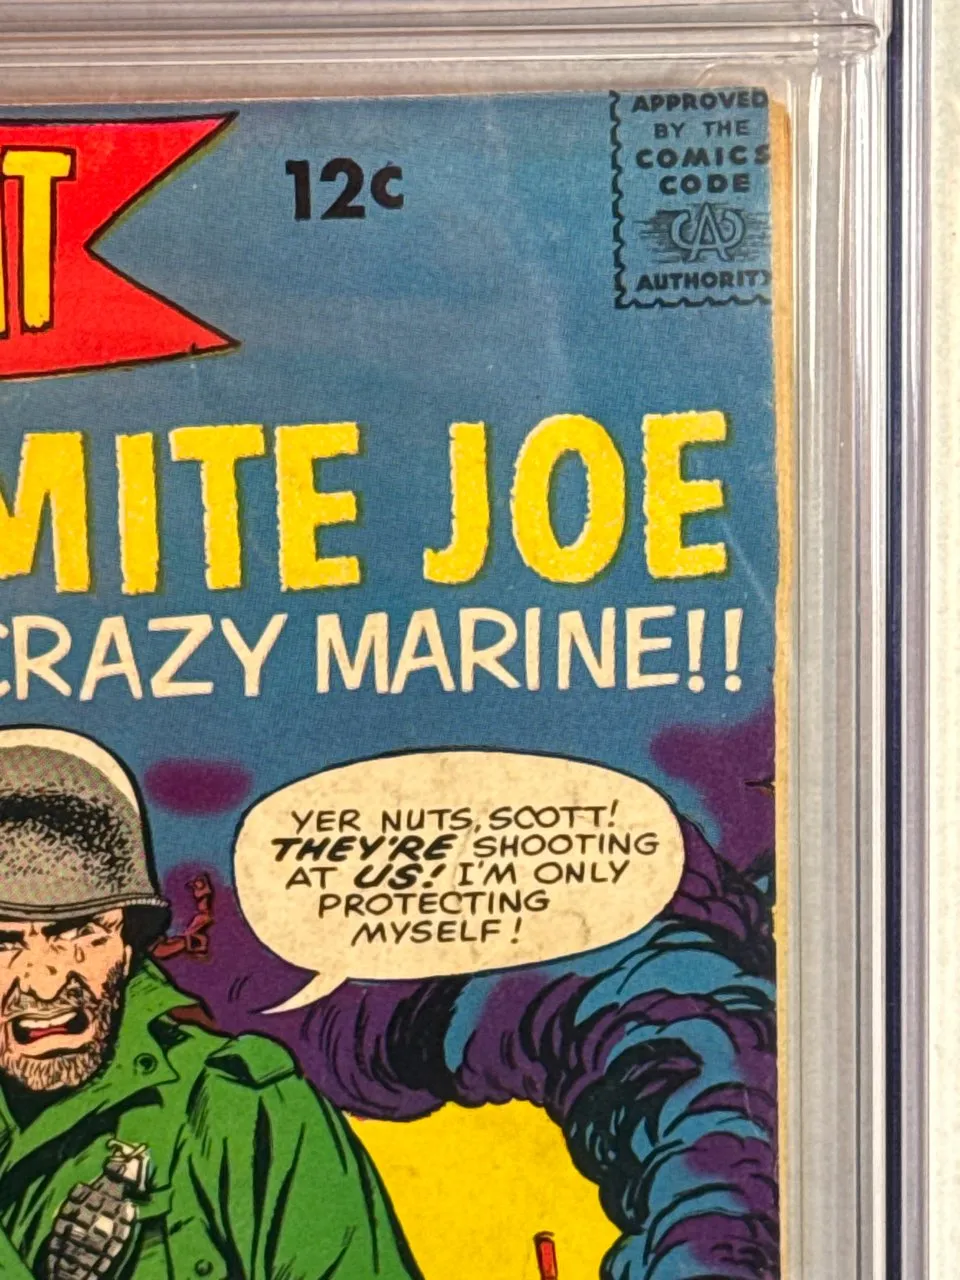 APPROVED
BY THE
COMICS
CODE
AUTHORITY
12¢
MITE JOE
CRAZY MARINE!!
YER NUTS, SCOTT!
THEY'RE SHOOTING
AT US! I'M ONLY
PROTECTING
MYSELF!